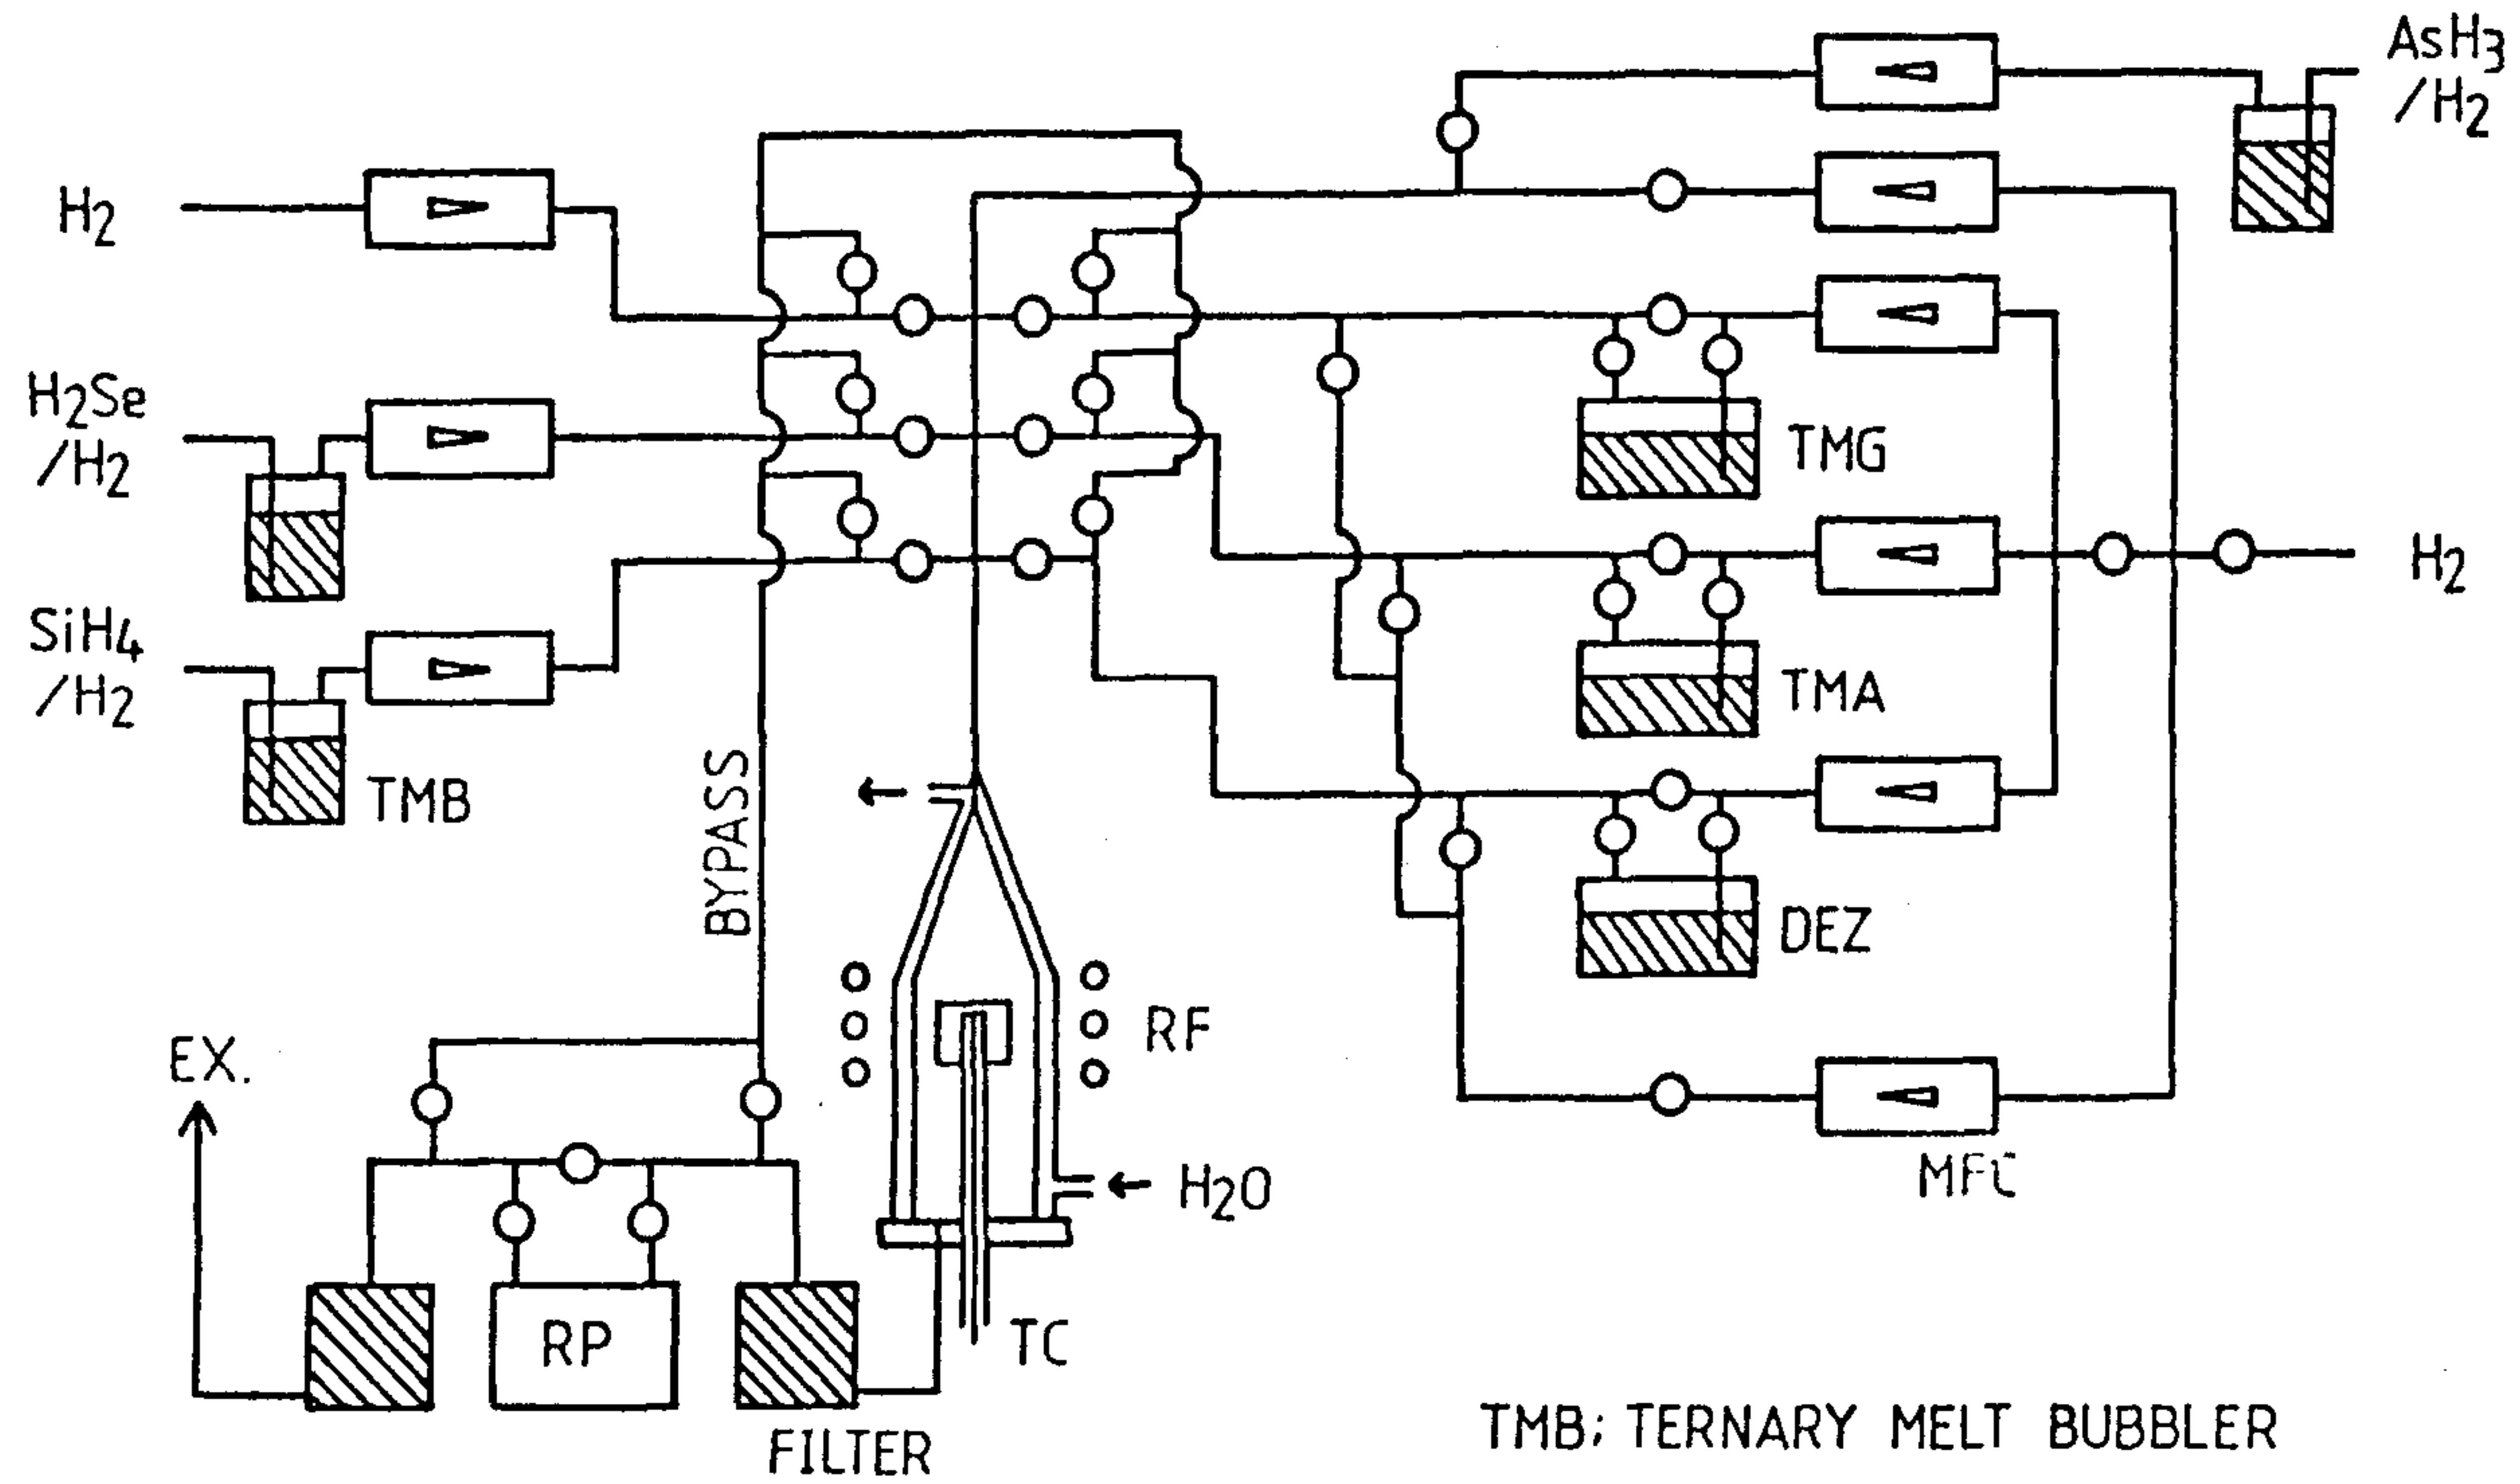 AsH3
/H2
H2
H2Se
/H2
TMG
H2
SiH4
/H2
TMA
TMB
BYPASS
DEZ
RF
EX.
MFC
H2O
RP
TC
FILTER
TMB; TERNARY MELT BUBBLER